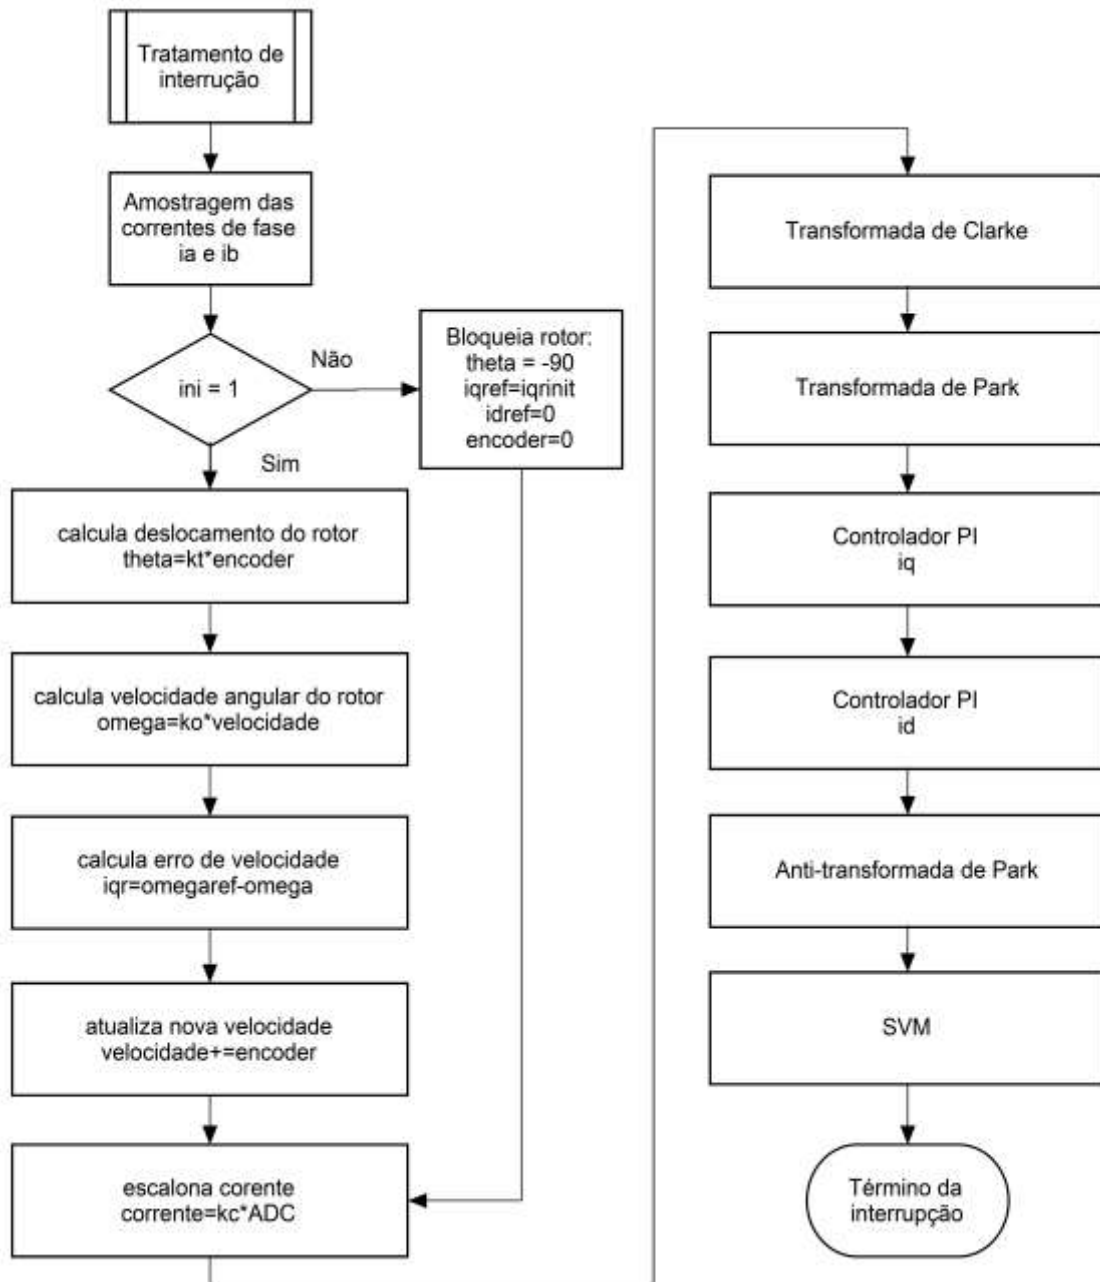 Tratamento de
interrução
Amostragem das
correntes de fase
ia e ib
ini = 1
Não
Sim
Bloqueia rotor:
theta = -90
iqref=iqrinit
idref=0
encoder=0
calcula deslocamento do rotor
theta=kt*encoder
calcula velocidade angular do rotor
omega=ko*velocidade
calcula erro de velocidade
iqr=omegaref-omega
atualiza nova velocidade
velocidade+=encoder
escalona corente
corrente=kc*ADC
Transformada de Clarke
Transformada de Park
Controlador PI
iq
Controlador PI
id
Anti-transformada de Park
SVM
Término da
interrupção